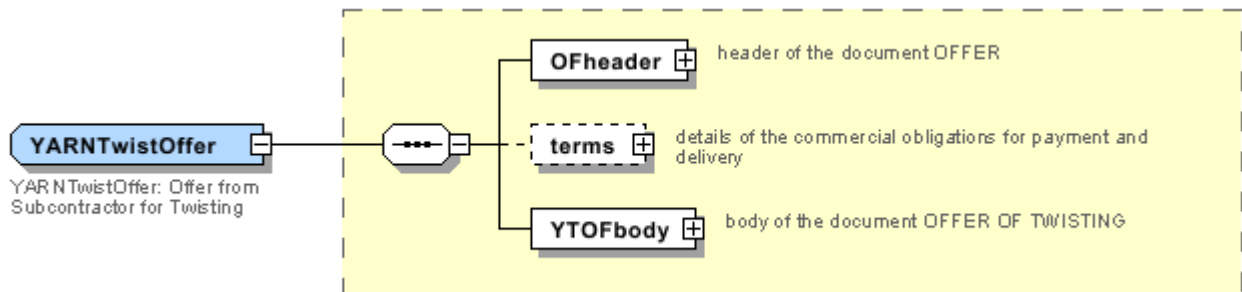 OFheader
header of the document OFFER
YARNTwistOffer
YARNTwistOffer: Offer from
Subcontractor for Twisting
terms
details of the commercial obligations for payment and
delivery
YTOFbody
body of the document OFFER OF TWISTING